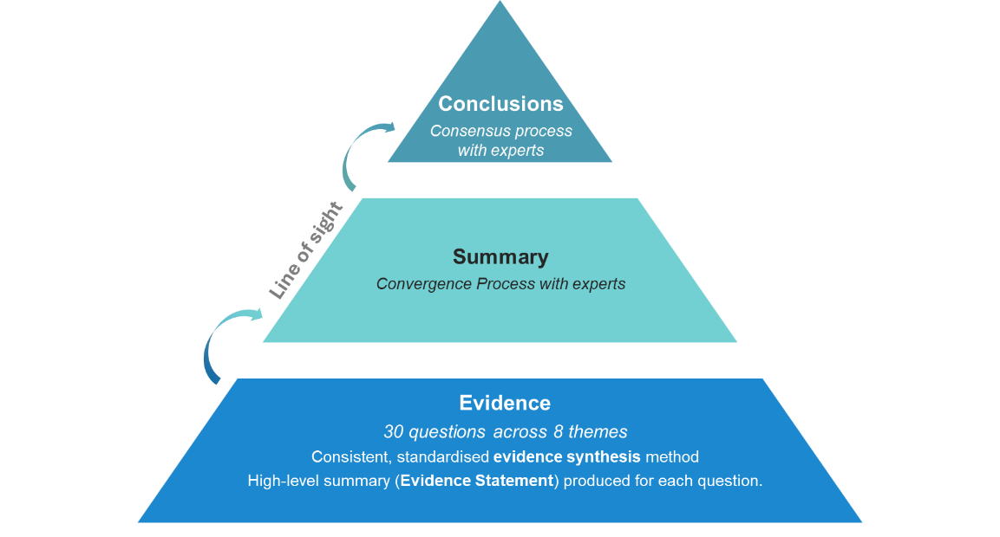 Conclusions
Consensus process
with experts
Line of sight
Summary
Convergence Process with experts
Evidence
30 questions across 8 themes
Consistent, standardised evidence synthesis method
High-level summary (Evidence Statement) produced for each question.